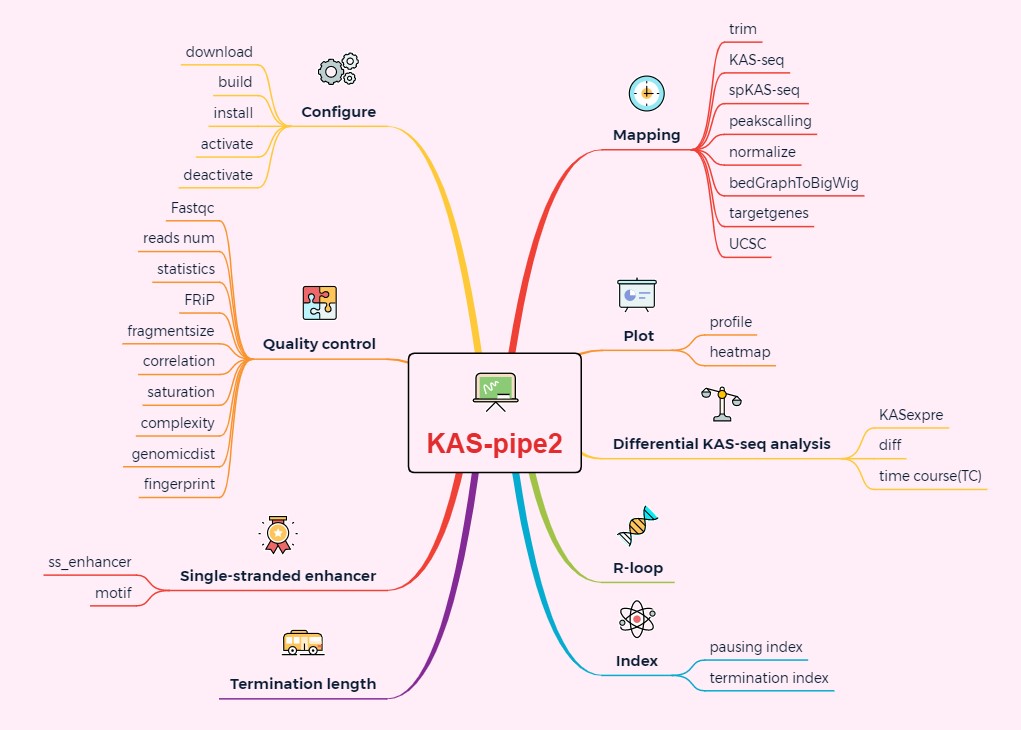 KAS-pipe2
Configure
download
build
install
activate
deactivate
Quality control
Fastqc
reads num
statistics
FRiP
fragmentsize
correlation
saturation
complexity
genomicdist
fingerprint
Single-stranded enhancer
ss_enhancer
motif
Termination length
Mapping
trim
KAS-seq
spKAS-seq
peakscalling
normalize
bedGraphToBigWig
targetgenes
UCSC
Plot
profile
heatmap
Differential KAS-seq analysis
KASexpre
diff
time course(TC)
R-loop
Index
pausing index
termination index